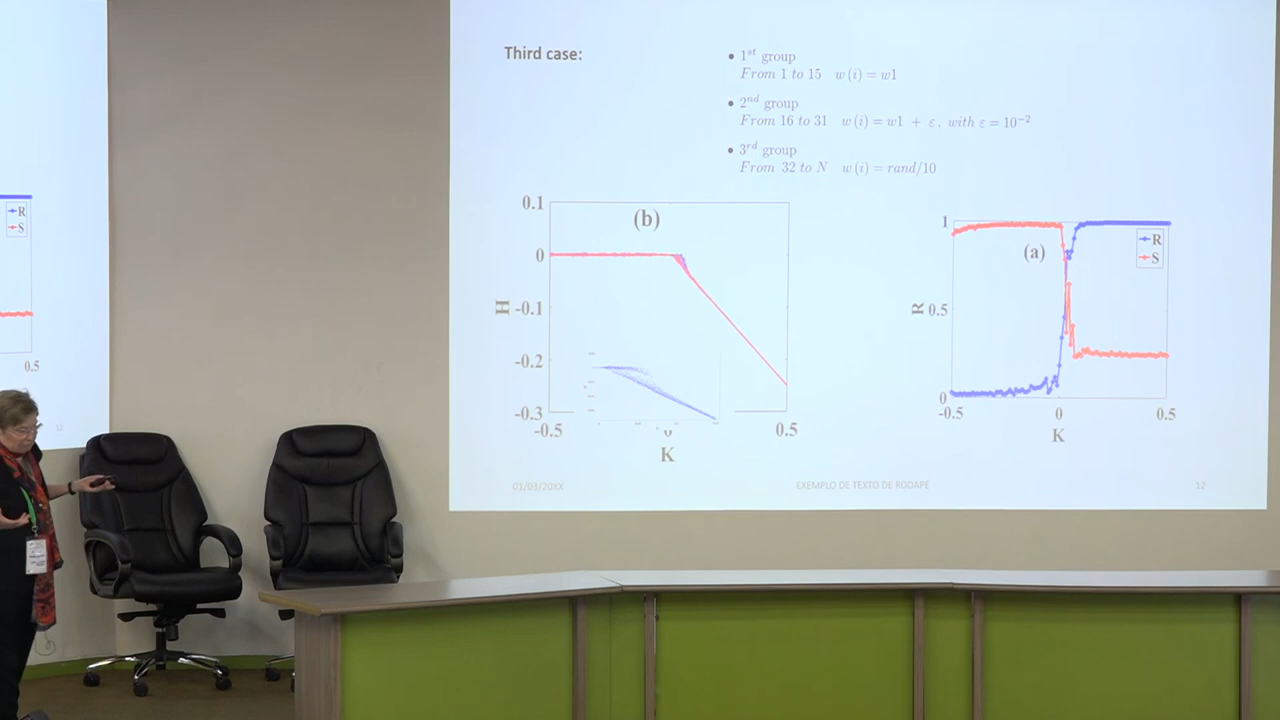 Third case:
• 1st group
From 1 to 15 w(i) = w1
• 2nd group
From 16 to 31 w(i) = w1 + ε, with ε = 10⁻²
• 3rd group
From 32 to N w(i) = rand/10
(b)
0.1
0
-0.1
-0.2
-0.3
H
-0.5
0
0.5
K
(a)
R
S
1
0.5
0
R
-0.5
0
0.5
K
01/03/20XX
EXEMPLO DE TEXTO DE RODAPÉ
12
R
S
0.5
12